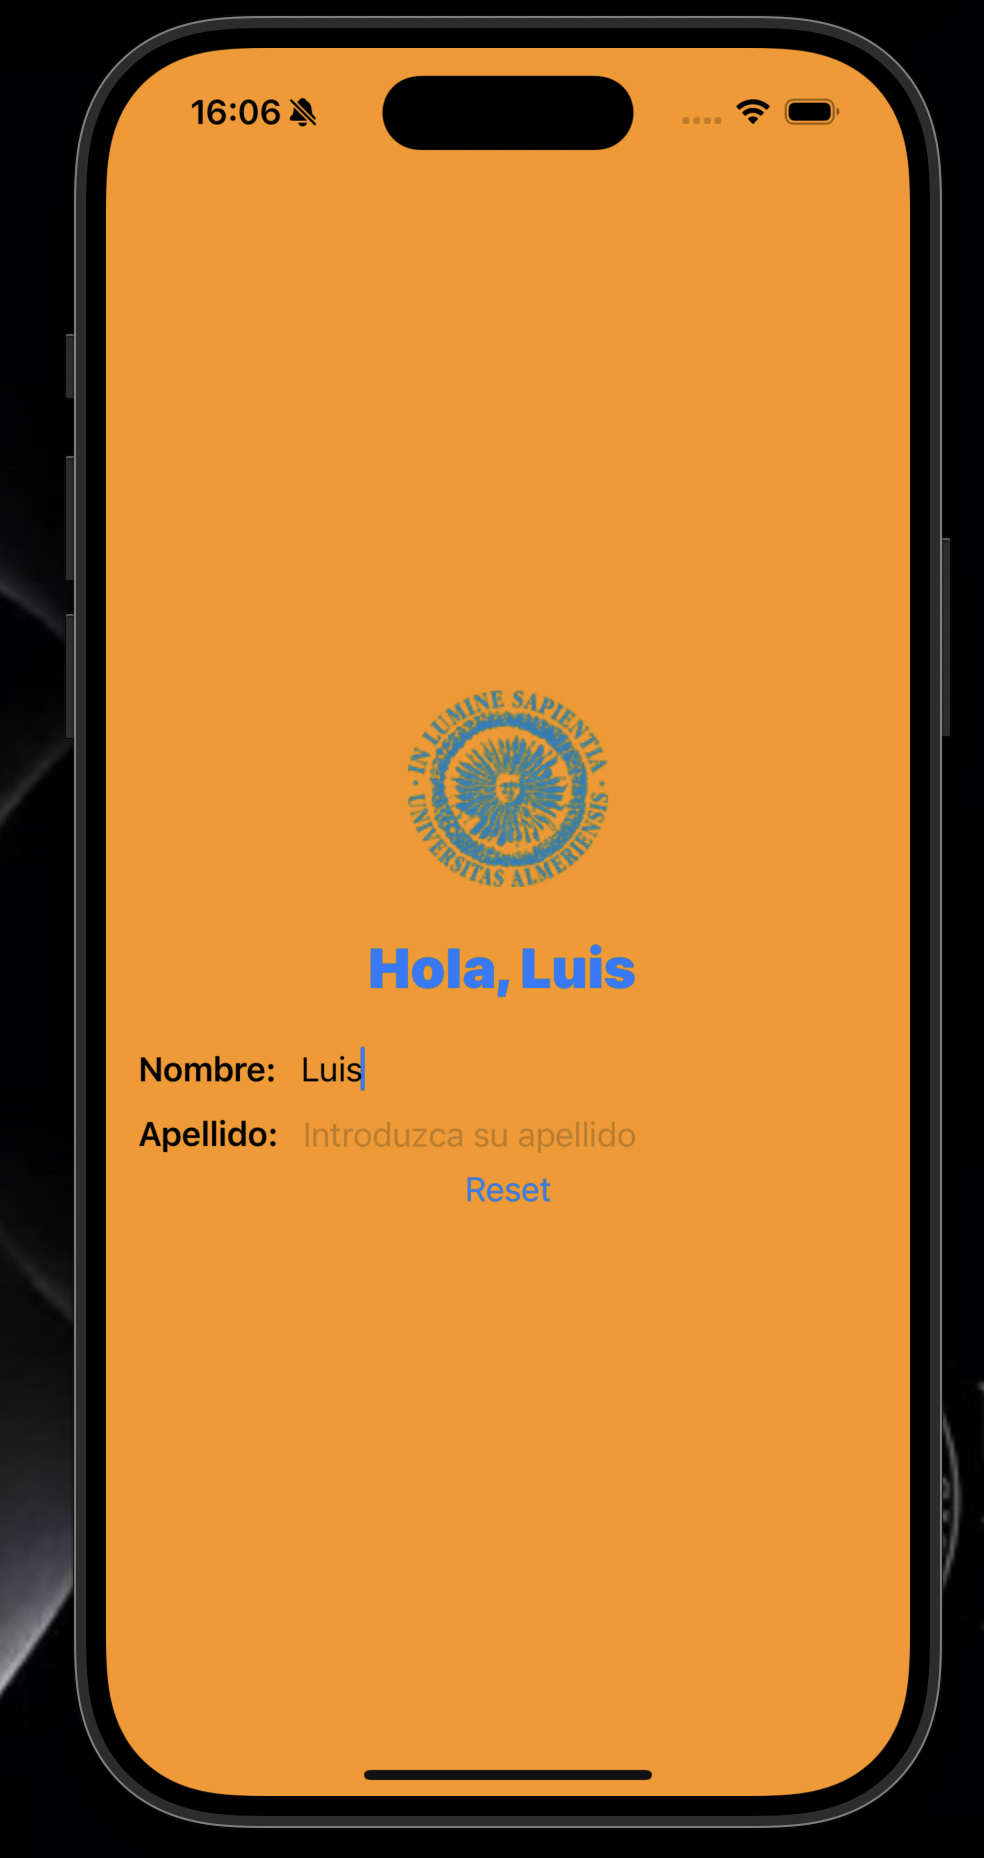 16:06
· IN LUMINE SAPIENTIA ·
UNIVERSITAS ALMERIENSIS
Hola, Luis
Nombre: Luis
Apellido: Introduzca su apellido
Reset